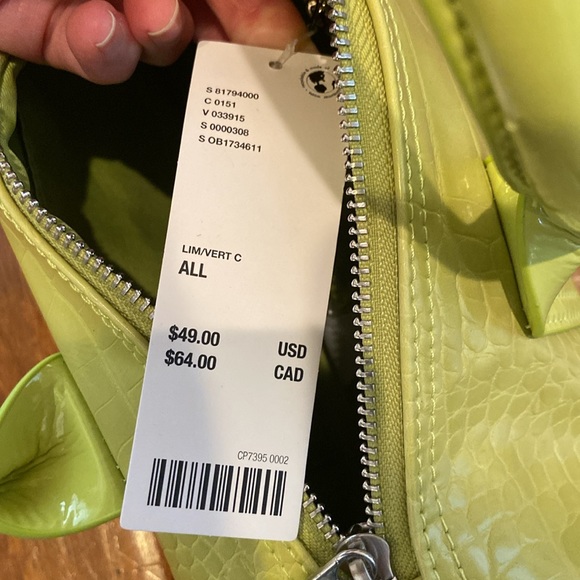 S 81794000
C 0151
V 033915
S 0000308
S OB1734611
LIM/VERT C
ALL
$49.00 USD
$64.00 CAD
CP7395 0002